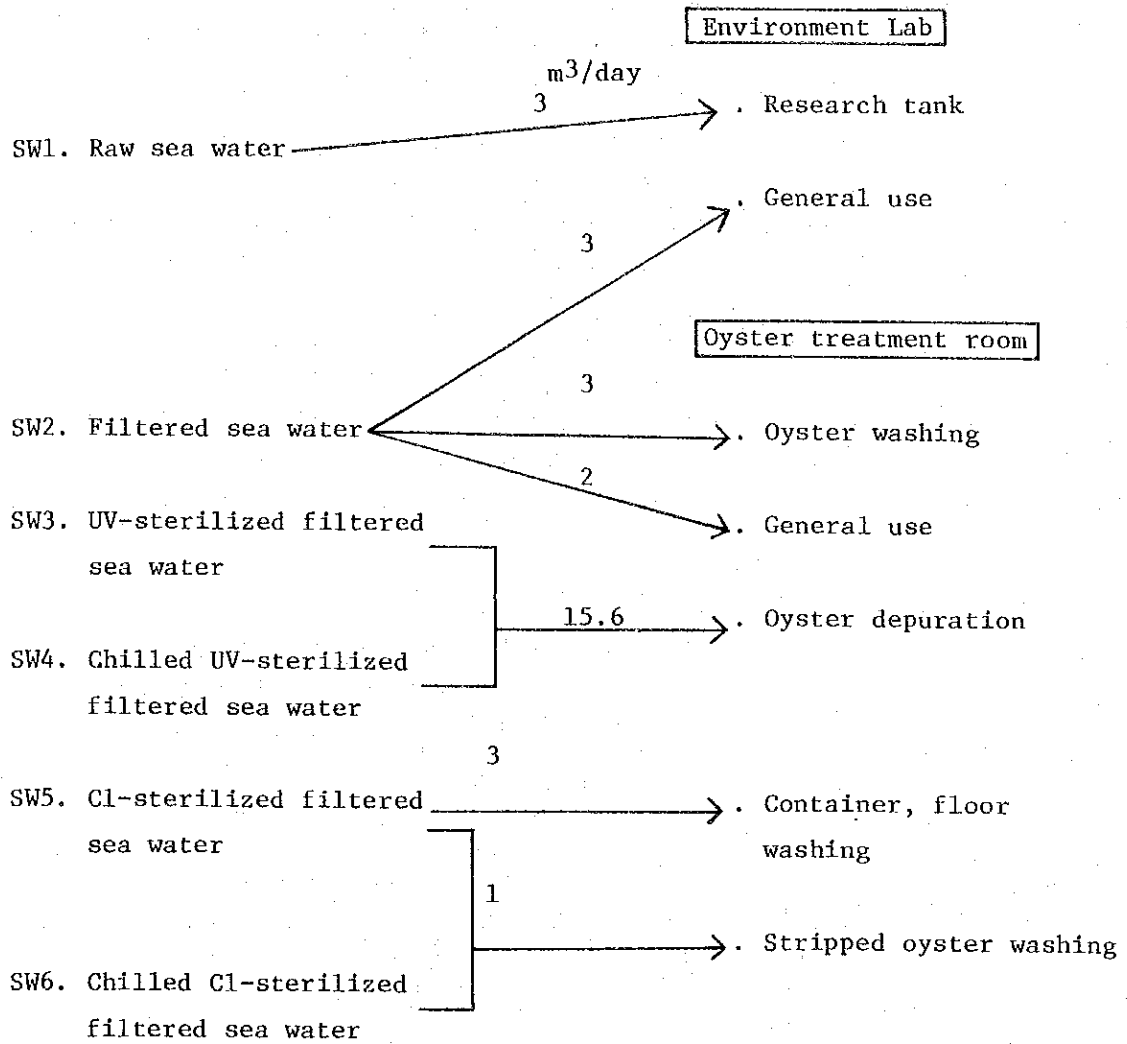 Environment Lab
m3/day
3
. Research tank
SW1. Raw sea water
. General use
3
Oyster treatment room
3
SW2. Filtered sea water
. Oyster washing
2
SW3. UV-sterilized filtered
. General use
sea water
15.6
. Oyster depuration
SW4. Chilled UV-sterilized
filtered sea water
3
SW5. Cl-sterilized filtered
. Container, floor
sea water
washing
1
. Stripped oyster washing
SW6. Chilled Cl-sterilized
filtered sea water